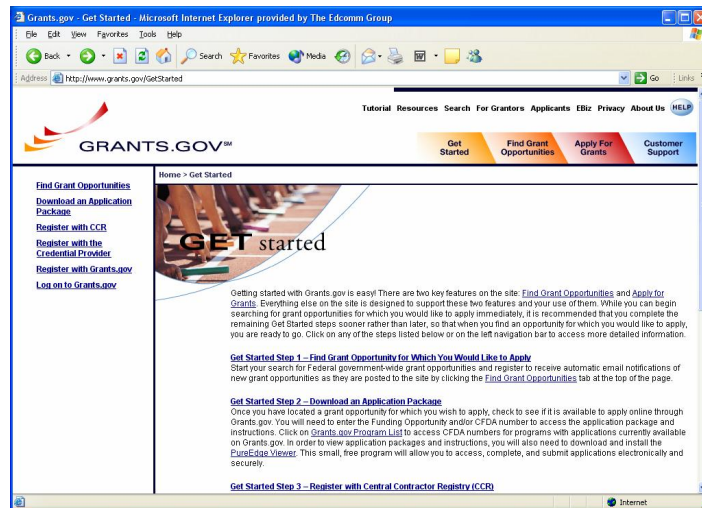 Grants.gov - Get Started - Microsoft Internet Explorer provided by The Edcomm Group
File Edit View Favorites Tools Help
Back Search Favorites Media
Address http://www.grants.gov/GetStarted Go Links
Tutorial Resources Search For Grantors Applicants EBiz Privacy About Us HELP
GRANTS.GOV SM
Get Started
Find Grant Opportunities
Apply For Grants
Customer Support
Home > Get Started
Find Grant Opportunities
Download an Application
Package
Register with CCR
Register with the
Credential Provider
Register with Grants.gov
Log on to Grants.gov
GET started
Getting started with Grants.gov is easy! There are two key features on the site: Find Grant Opportunities and Apply for
Grants. Everything else on the site is designed to support these two features and your use of them. While you can begin
searching for grant opportunities for which you would like to apply immediately, it is recommended that you complete the
remaining Get Started steps sooner rather than later, so that when you find an opportunity for which you would like to apply,
you are ready to go. Click on any of the steps listed below or on the left navigation bar to access more detailed information.
Get Started Step 1 – Find Grant Opportunity for Which You Would Like to Apply
Start your search for Federal government-wide grant opportunities and register to receive automatic email notifications of
new grant opportunities as they are posted to the site by clicking the Find Grant Opportunities tab at the top of the page.
Get Started Step 2 – Download an Application Package
Once you have located a grant opportunity for which you wish to apply, check to see if it is available to apply online through
Grants.gov. You will need to enter the Funding Opportunity and/or CFDA number to access the application package and
instructions. Click on Grants.gov Program List to access CFDA numbers for programs with applications currently available
on Grants.gov. In order to view application packages and instructions, you will also need to download and install the
PureEdge Viewer. This small, free program will allow you to access, complete, and submit applications electronically and
securely.
Get Started Step 3 – Register with Central Contractor Registry (CCR)
Internet